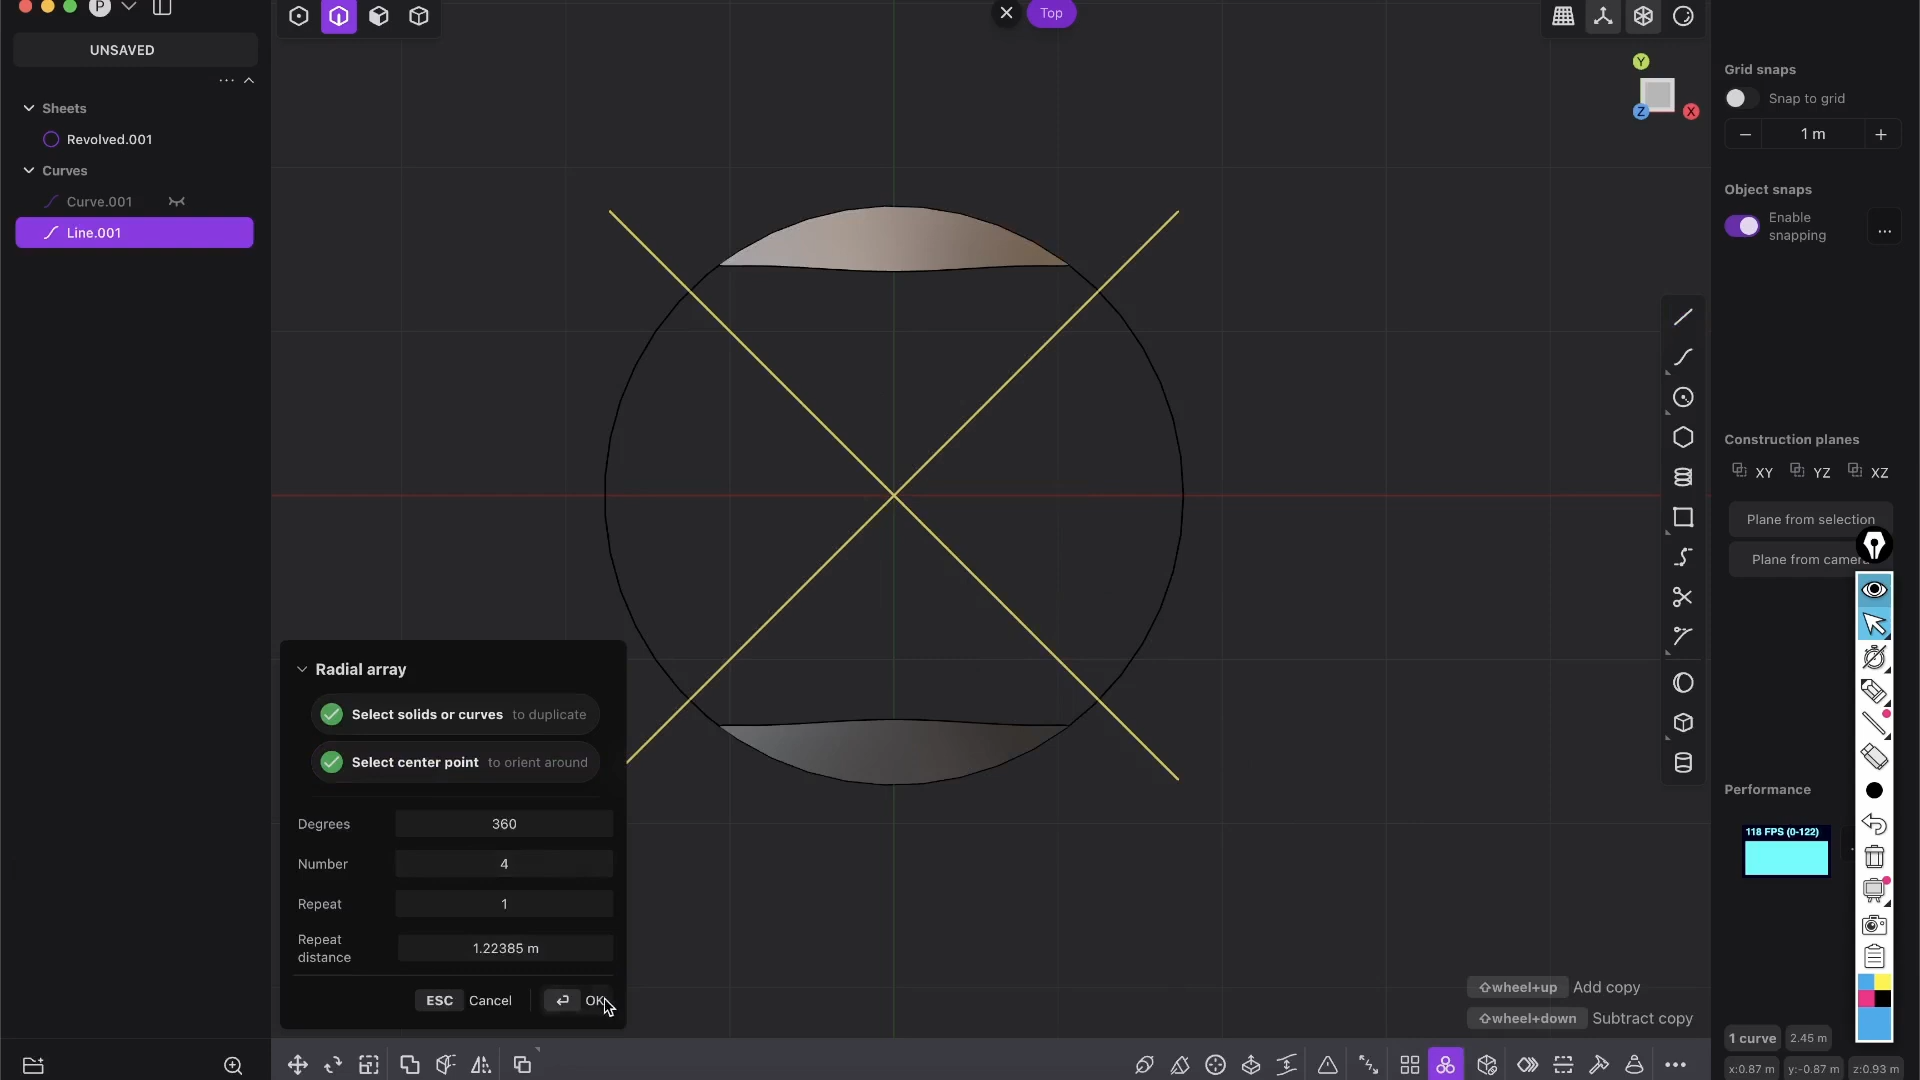 P
UNSAVED
Sheets
Revolved.001
Curves
Curve.001
Line.001
Top
Y
Z
X
Grid snaps
Snap to grid
1 m
Object snaps
Enable
snapping
Construction planes
XY
YZ
XZ
Plane from selection
Plane from camera
Performance
118 FPS (0-122)
Radial array
Select solids or curves to duplicate
Select center point to orient around
Degrees
360
Number
4
Repeat
1
Repeat
distance
1.22385 m
ESC Cancel
OK
wheel+up Add copy
wheel+down Subtract copy
1 curve
2.45 m
x:0.87 m
y:-0.87 m
z:0.93 m